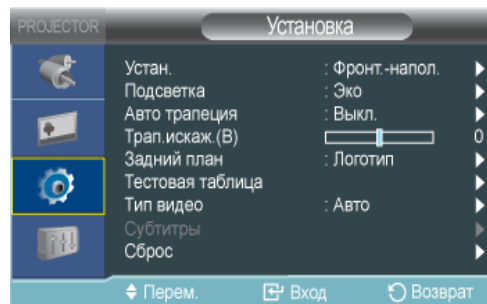 PROJECTOR
Установка
Устан. : Фронт.-напол.
Подсветка : Эко
Авто трапеция : Выкл.
Трап.искаж.(В) 0
Задний план : Логотип
Тестовая таблица
Тип видео : Авто
Субтитры
Сброс
Перем. Вход Возврат